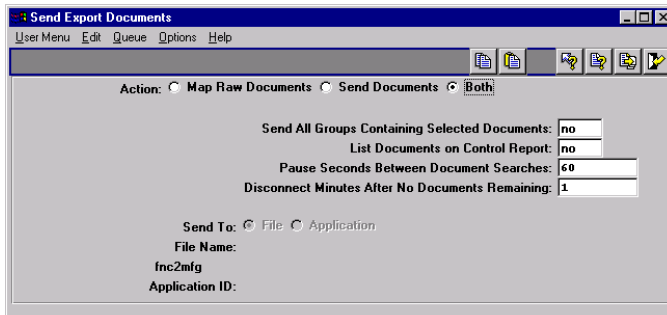 Send Export Documents
User Menu Edit Queue Options Help
Action: Map Raw Documents Send Documents Both
Send All Groups Containing Selected Documents: no
List Documents on Control Report: no
Pause Seconds Between Document Searches: 60
Disconnect Minutes After No Documents Remaining: 1
Send To: File Application
File Name:
fnc2mfg
Application ID: